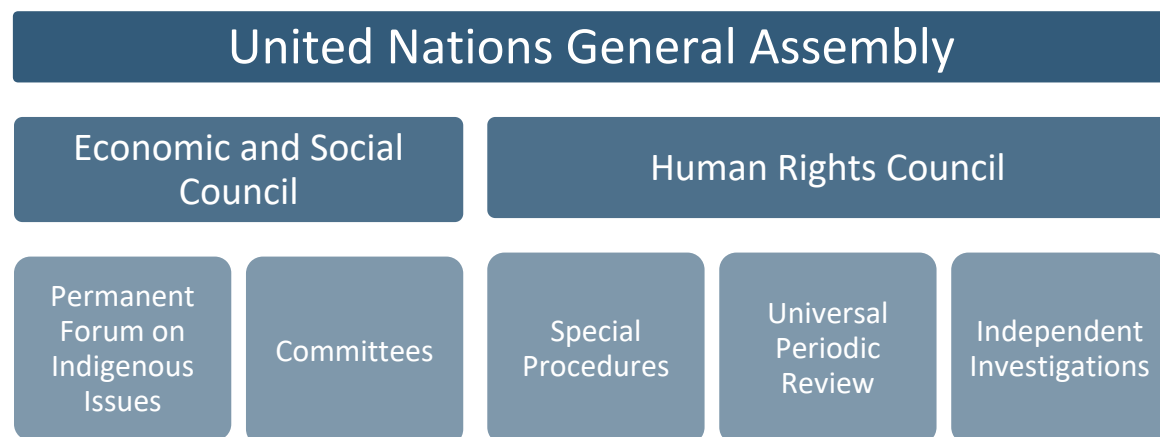 United Nations General Assembly
Economic and Social
Council
Human Rights Council
Permanent
Forum on
Indigenous
Issues
Committees
Special
Procedures
Universal
Periodic
Review
Independent
Investigations